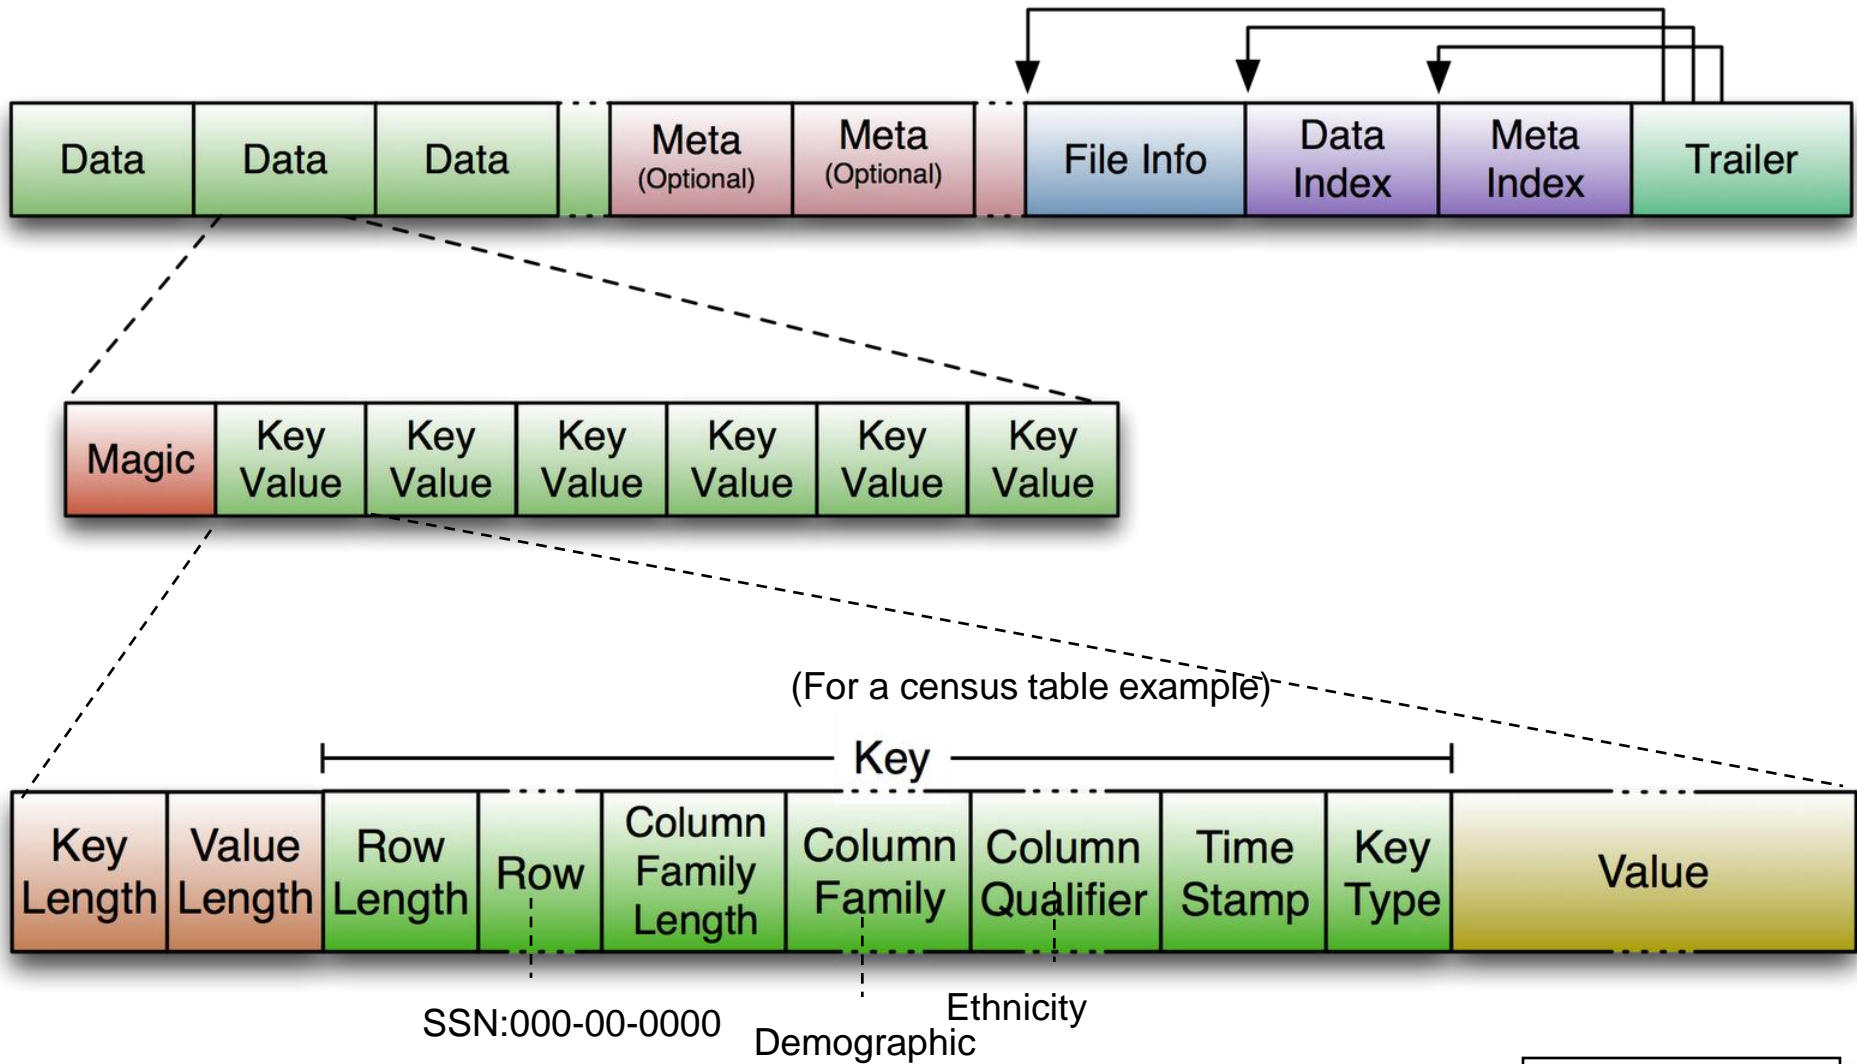 Data
Data
Data
Meta
(Optional)
Meta
(Optional)
File Info
Data
Index
Meta
Index
Trailer
Magic
Key
Value
Key
Value
Key
Value
Key
Value
Key
Value
Key
Value
(For a census table example)
Key
Key
Length
Value
Length
Row
Length
Row
Column
Family
Length
Column
Family
Column
Qualifier
Time
Stamp
Key
Type
Value
SSN:000-00-0000
Demographic
Ethnicity